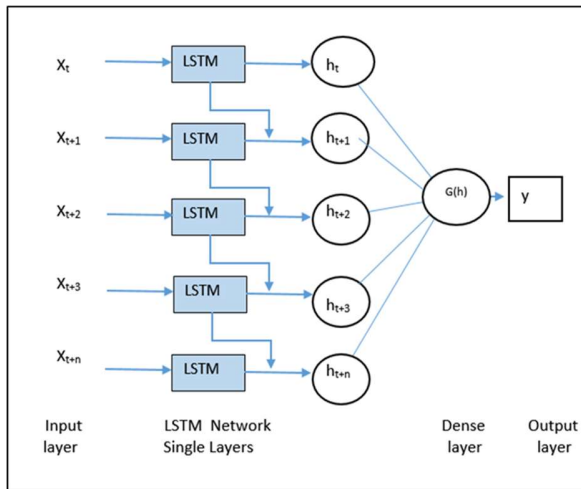 Xt LSTM ht
Xt+1 LSTM ht+1
G(h) y
Xt+2 LSTM ht+2
Xt+3 LSTM ht+3
Xt+n LSTM ht+n
Input layer
LSTM Network
Single Layers
Dense layer
Output layer